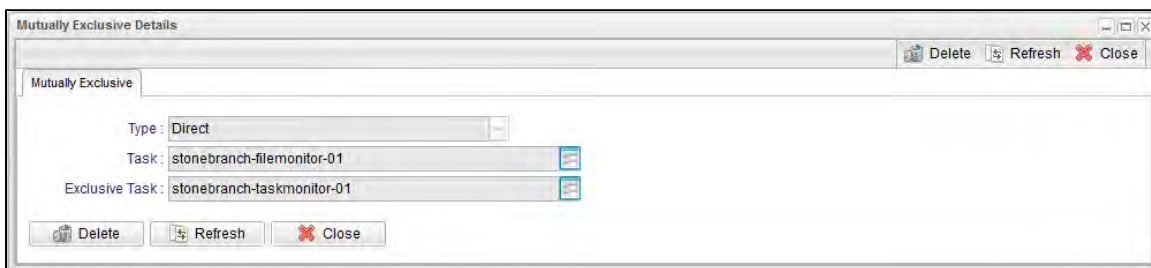 Mutually Exclusive Details
Delete Refresh Close
Mutually Exclusive
Type : Direct
Task : stonebranch-filemonitor-01
Exclusive Task : stonebranch-taskmonitor-01
Delete Refresh Close